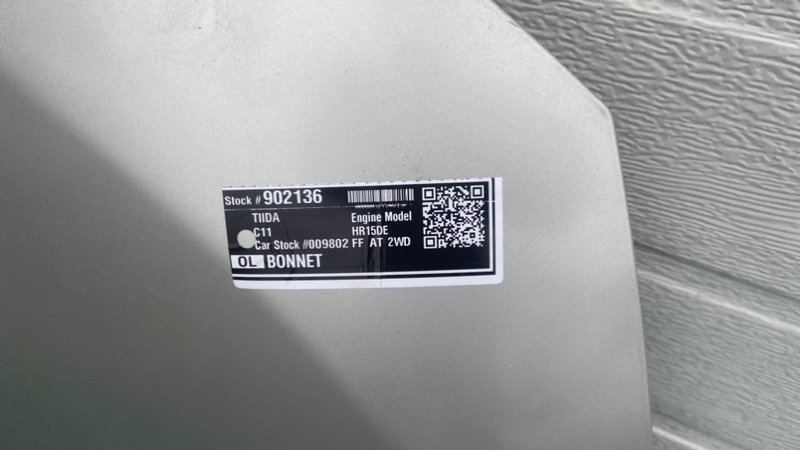 Stock # 902136
TIIDA Engine Model
C11 HR15DE
Car Stock #009802 FF AT 2WD
OL BONNET